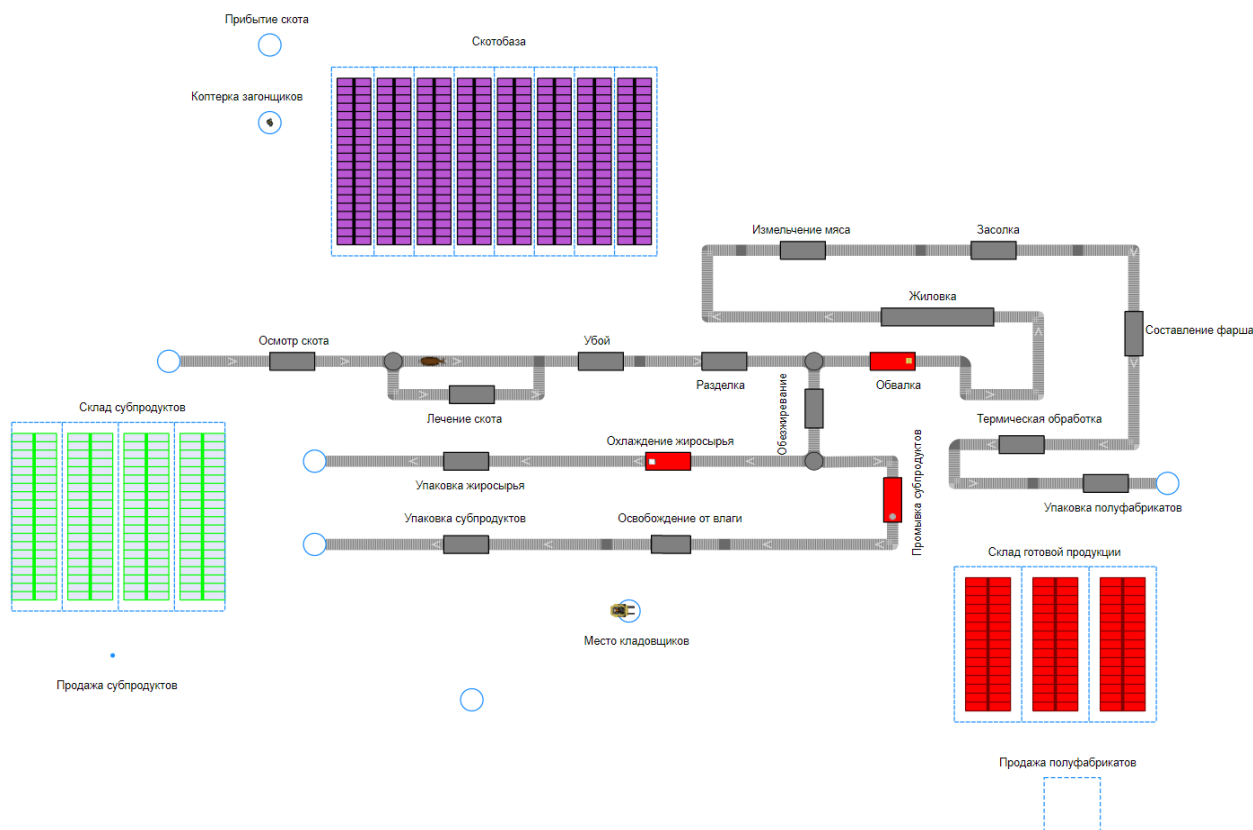 Прибытие скота
Скотобаза
Коптерка загонщиков
Измельчение мяса
Засолка
Жиловка
Составление фарша
Осмотр скота
Убой
Разделка
Обвалка
Обезжиривание
Склад субпродуктов
Лечение скота
Термическая обработка
Охлаждение жиросырья
Промывка субпродуктов
Упаковка жиросырья
Упаковка полуфабрикатов
Упаковка субпродуктов
Освобождение от влаги
Склад готовой продукции
Место кладовщиков
Продажа субпродуктов
Продажа полуфабрикатов